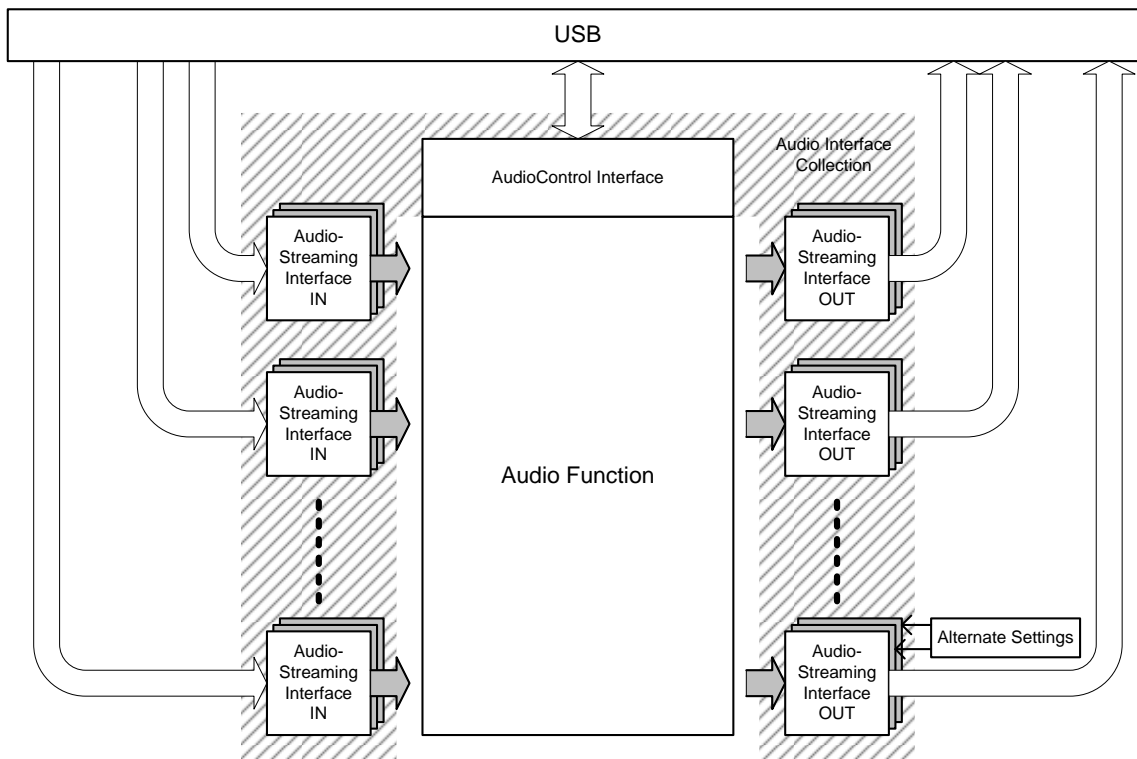 USB
Audio Interface
Collection
AudioControl Interface
Audio-
Streaming
Interface
IN
Audio-
Streaming
Interface
OUT
Audio-
Streaming
Interface
IN
Audio-
Streaming
Interface
OUT
Audio Function
Audio-
Streaming
Interface
IN
Audio-
Streaming
Interface
OUT
Alternate Settings